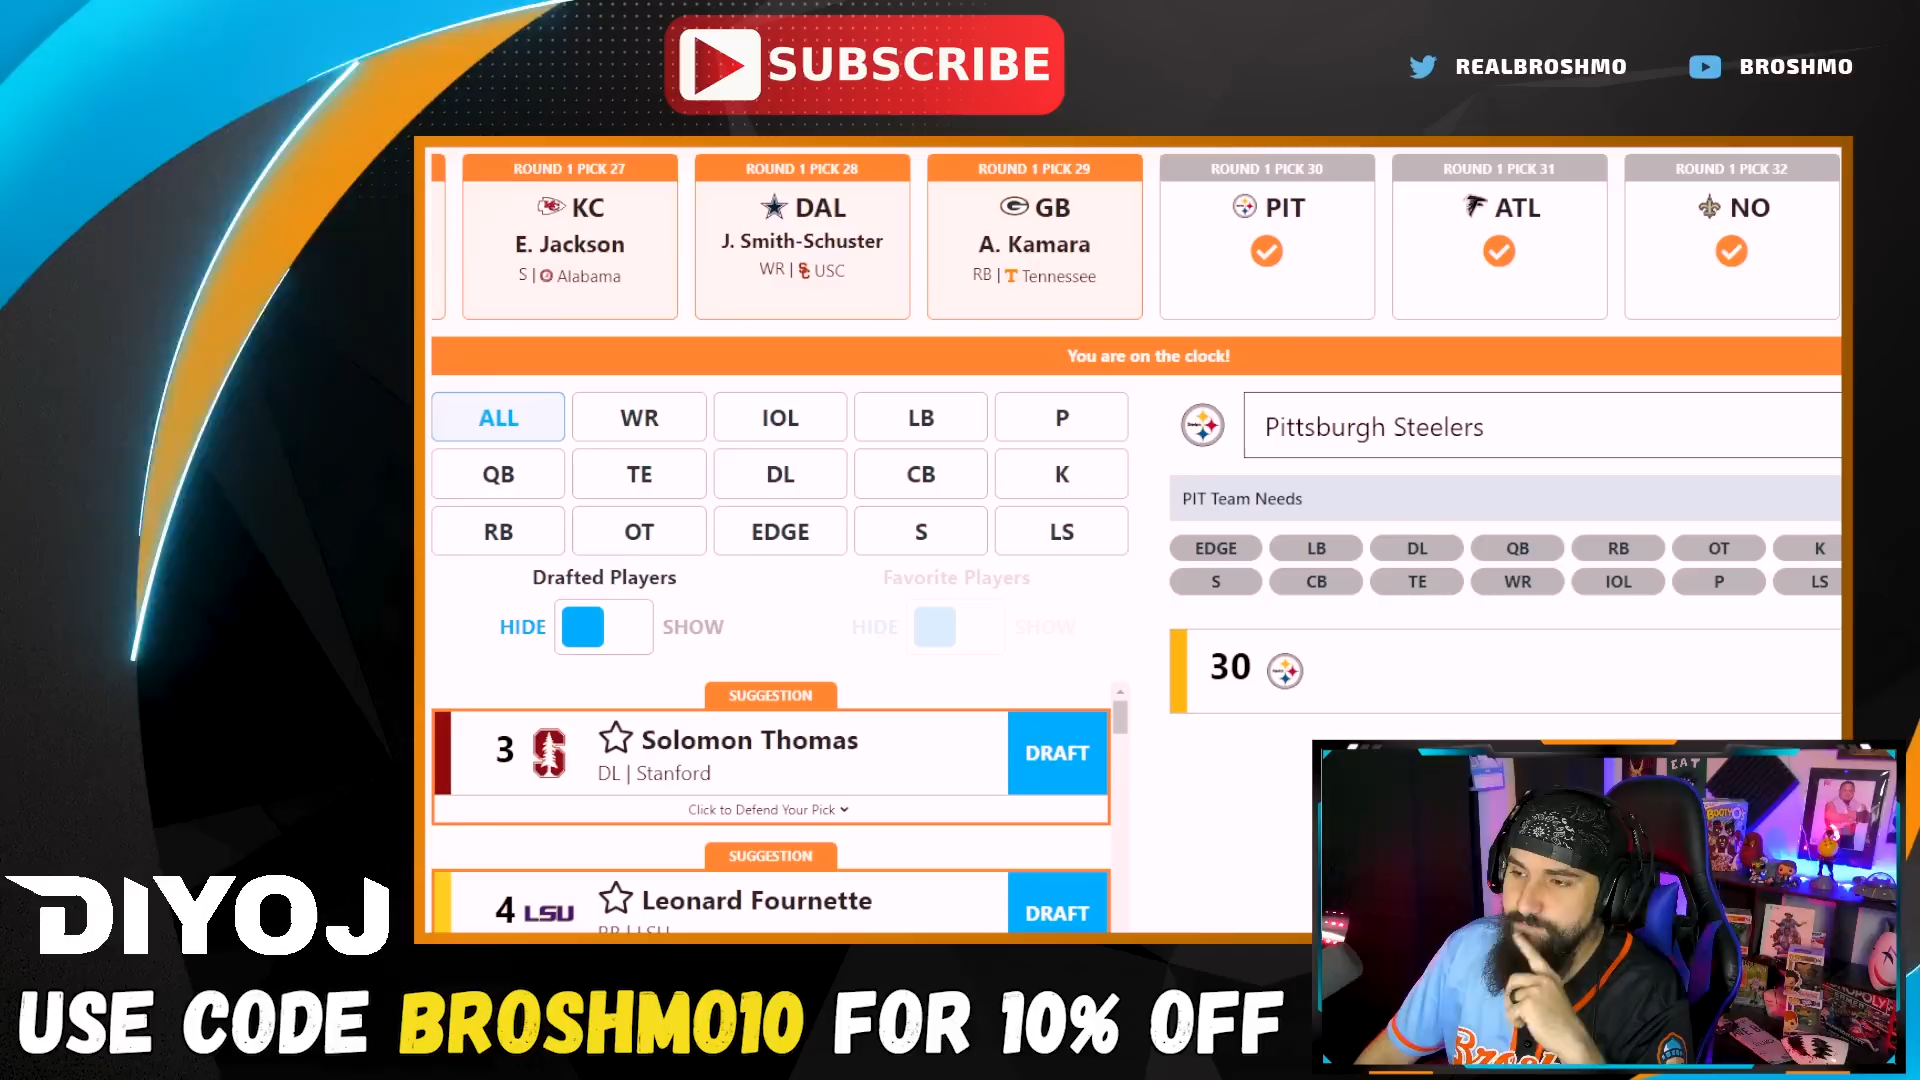 SUBSCRIBE
REALBROSHMO
BROSHMO
ROUND 1 PICK 27
KC
E. Jackson
S | Alabama
ROUND 1 PICK 28
DAL
J. Smith-Schuster
WR | USC
ROUND 1 PICK 29
GB
A. Kamara
RB | Tennessee
ROUND 1 PICK 30
PIT
ROUND 1 PICK 31
ATL
ROUND 1 PICK 32
NO
You are on the clock!
ALL WR IOL LB P
QB TE DL CB K
RB OT EDGE S LS
Drafted Players
HIDE SHOW
Favorite Players
HIDE SHOW
Pittsburgh Steelers
PIT Team Needs
EDGE LB DL QB RB OT K
S CB TE WR IOL P LS
30
SUGGESTION
3 Solomon Thomas
DL | Stanford
DRAFT
Click to Defend Your Pick
SUGGESTION
4 LSU Leonard Fournette
RB | LSU
DRAFT
DIYOJ
USE CODE BROSHMO10 FOR 10% OFF
EAT